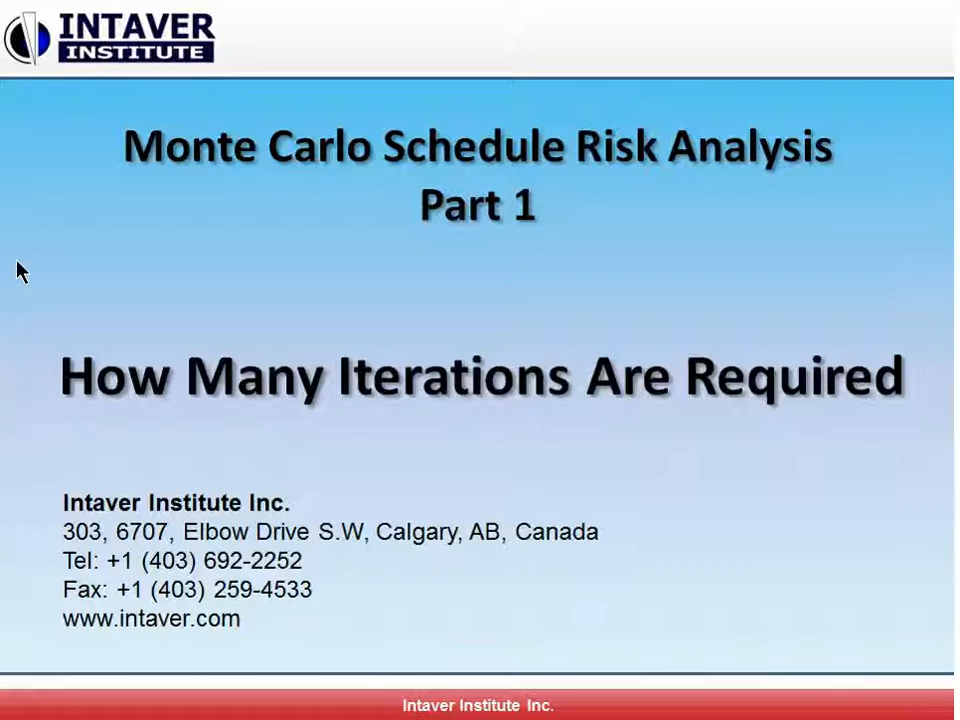 INTAVER
INSTITUTE
Monte Carlo Schedule Risk Analysis
Part 1
How Many Iterations Are Required
Intaver Institute Inc.
303, 6707, Elbow Drive S.W, Calgary, AB, Canada
Tel: +1 (403) 692-2252
Fax: +1 (403) 259-4533
www.intaver.com
Intaver Institute Inc.